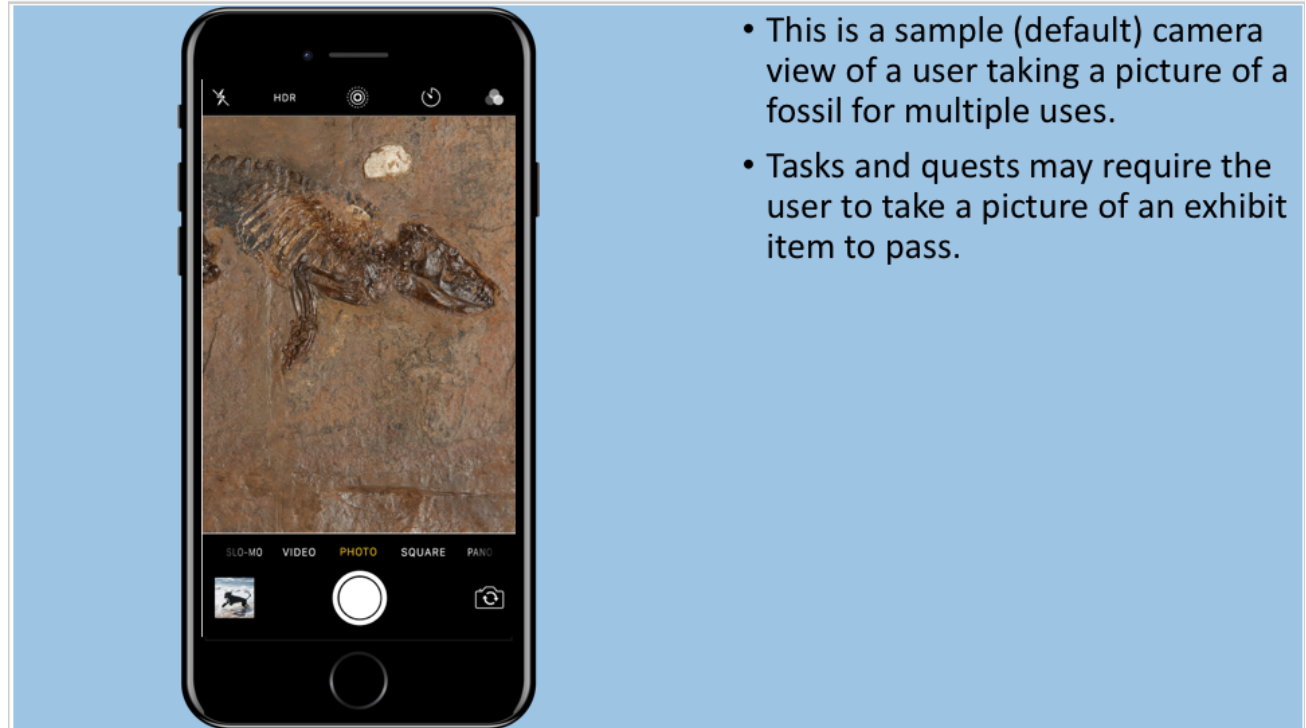 HDR
SLO-MO VIDEO PHOTO SQUARE PANO
• This is a sample (default) camera
view of a user taking a picture of a
fossil for multiple uses.
• Tasks and quests may require the
user to take a picture of an exhibit
item to pass.